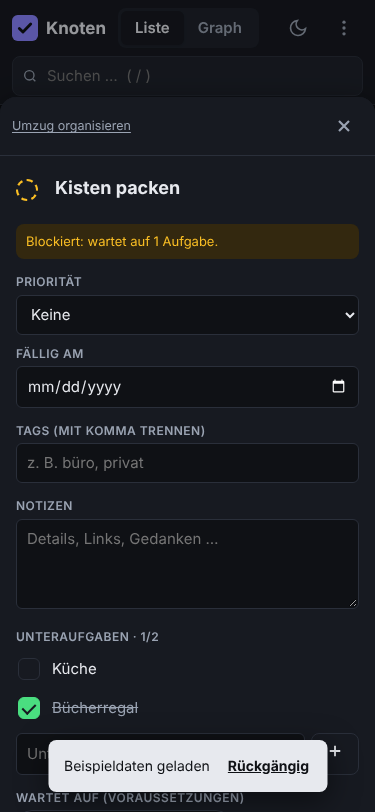 Knoten
Liste
Graph
Suchen … ( / )
Umzug organisieren
Kisten packen
Blockiert: wartet auf 1 Aufgabe.
PRIORITÄT
Keine
FÄLLIG AM
mm/dd/yyyy
TAGS (MIT KOMMA TRENNEN)
z. B. büro, privat
NOTIZEN
Details, Links, Gedanken …
UNTERAUFGABEN · 1/2
Küche
Bücherregal
+
Beispieldaten geladen Rückgängig
WARTET AUF (VORAUSSETZUNGEN)